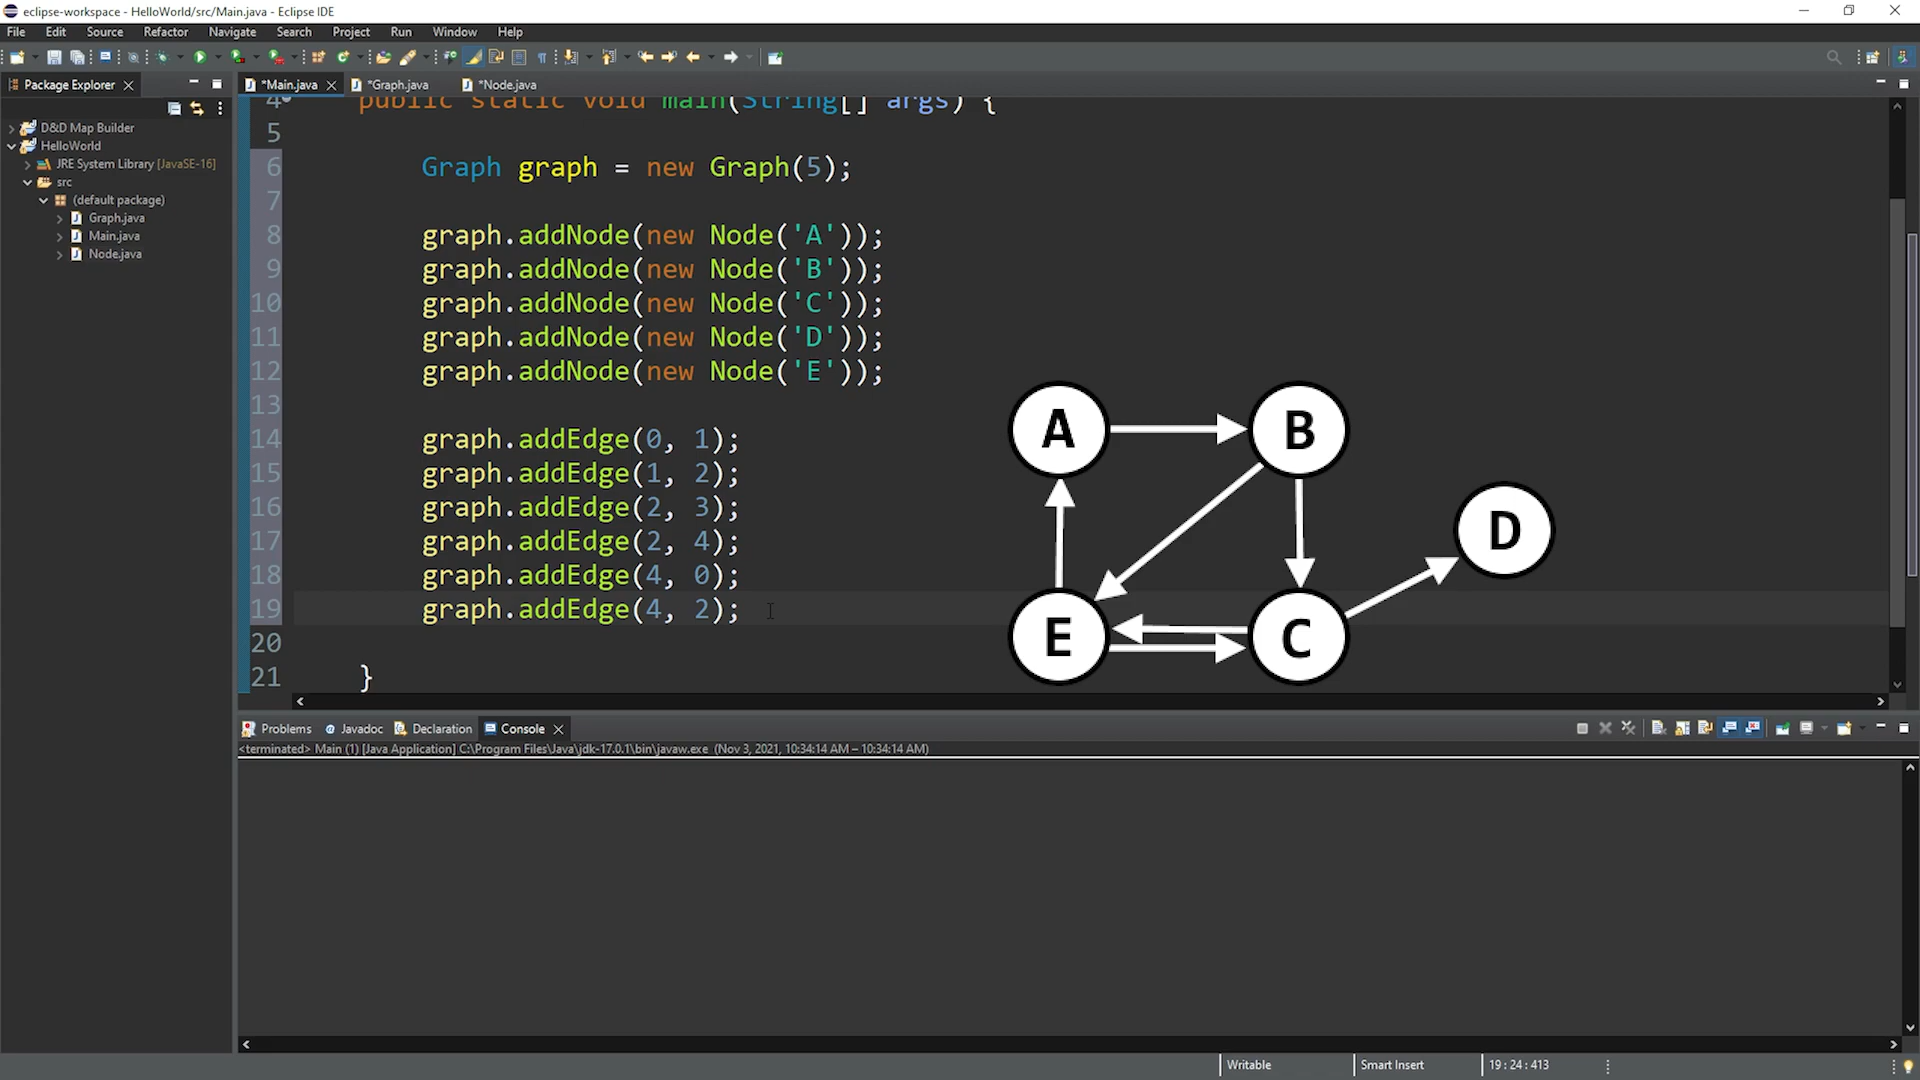 eclipse-workspace - HelloWorld/src/Main.java - Eclipse IDE
File Edit Source Refactor Navigate Search Project Run Window Help
Package Explorer
*Main.java *Graph.java *Node.java
D&D Map Builder
HelloWorld
JRE System Library [JavaSE-16]
src
(default package)
Graph.java
Main.java
Node.java
4 public static void main(String[] args) {
5
6 Graph graph = new Graph(5);
7
8 graph.addNode(new Node('A'));
9 graph.addNode(new Node('B'));
10 graph.addNode(new Node('C'));
11 graph.addNode(new Node('D'));
12 graph.addNode(new Node('E'));
13
14 graph.addEdge(0, 1);
15 graph.addEdge(1, 2);
16 graph.addEdge(2, 3);
17 graph.addEdge(2, 4);
18 graph.addEdge(4, 0);
19 graph.addEdge(4, 2);
20
21 }
A B
D
E C
Problems Javadoc Declaration Console
<terminated> Main (1) [Java Application] C:\Program Files\Java\jdk-17.0.1\bin\javaw.exe (Nov 3, 2021, 10:34:14 AM – 10:34:14 AM)
Writable Smart Insert 19 : 24 : 413